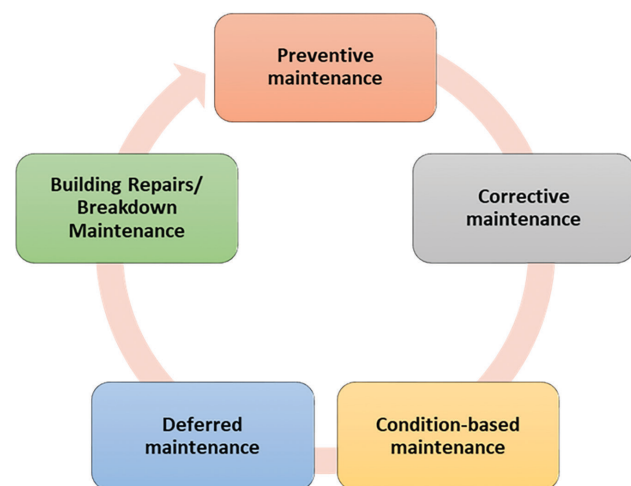 Preventive
maintenance
Corrective
maintenance
Condition-based
maintenance
Deferred
maintenance
Building Repairs/
Breakdown
Maintenance